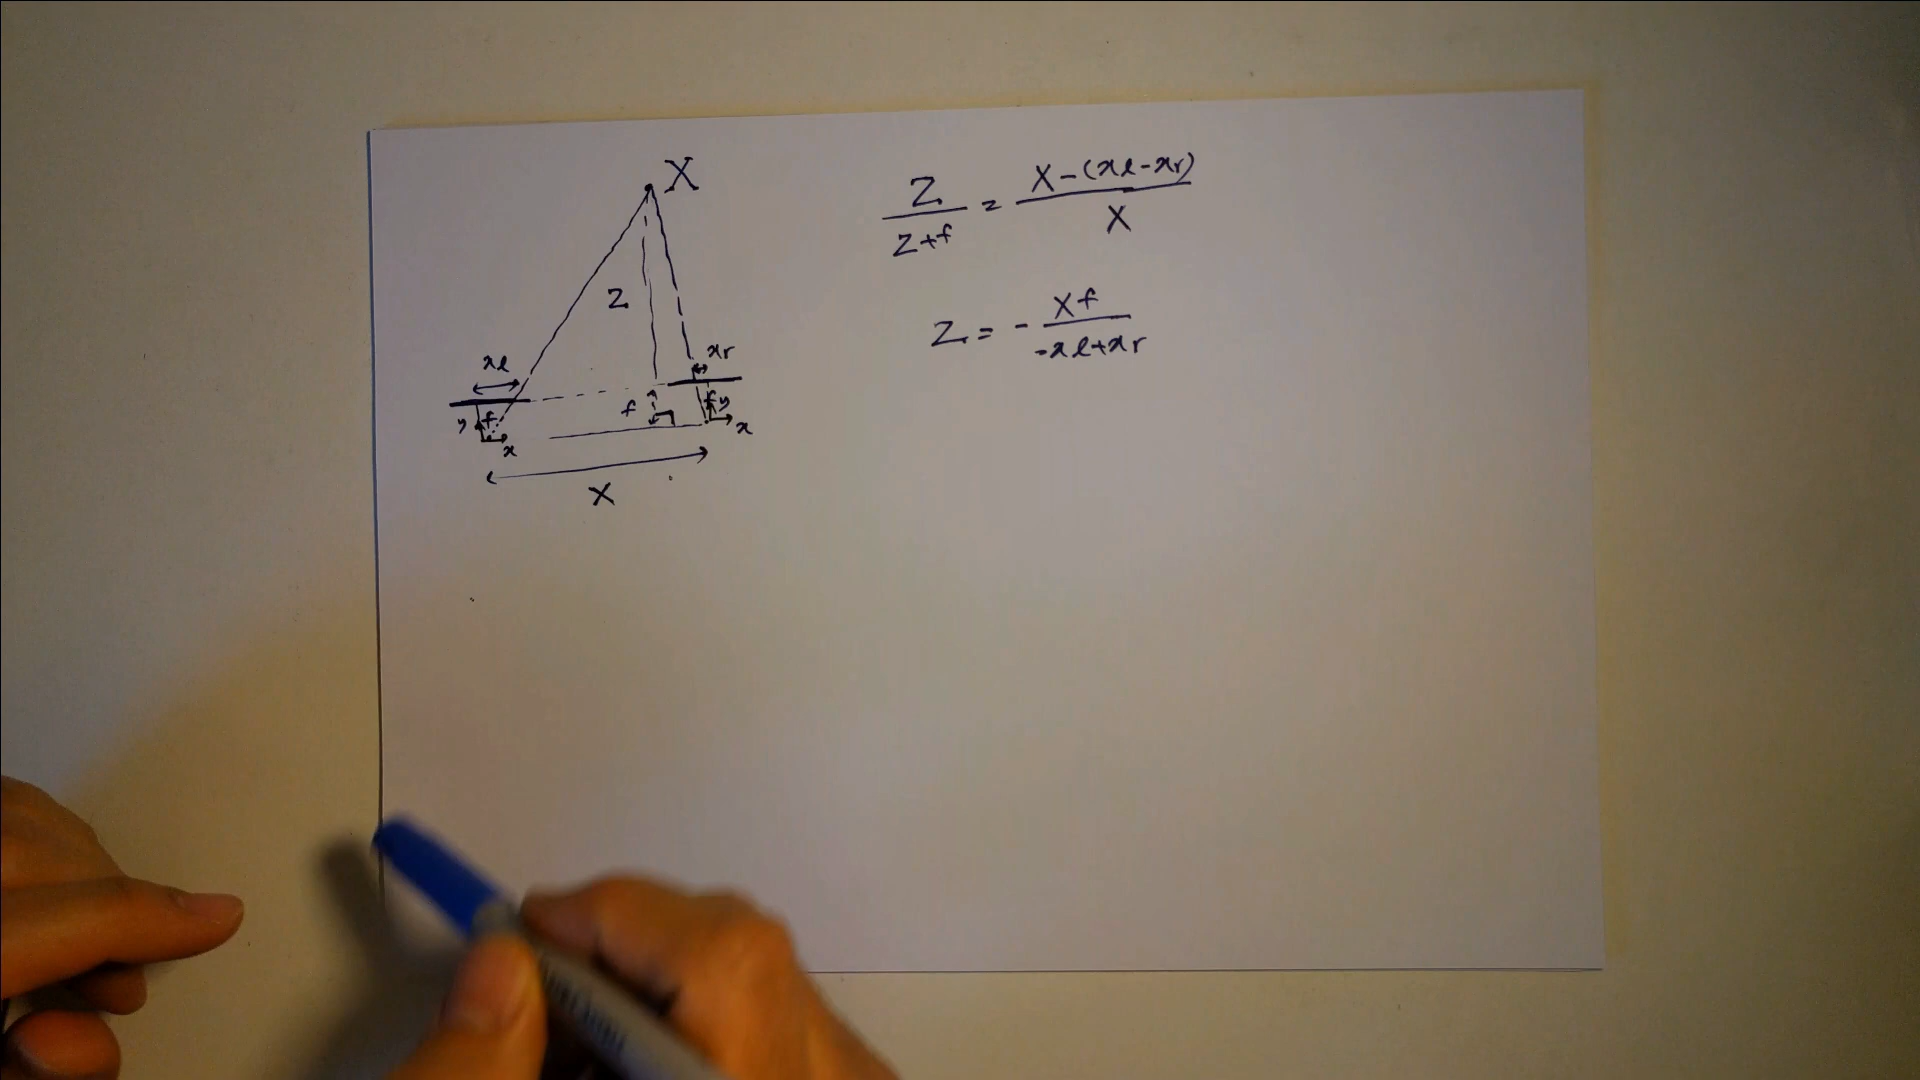 X
Z
xl
xr
f
f
f
y
y
x
x
X
Z / Z+f = X-(xl-xr) / X
Z = - Xf / -xl+xr